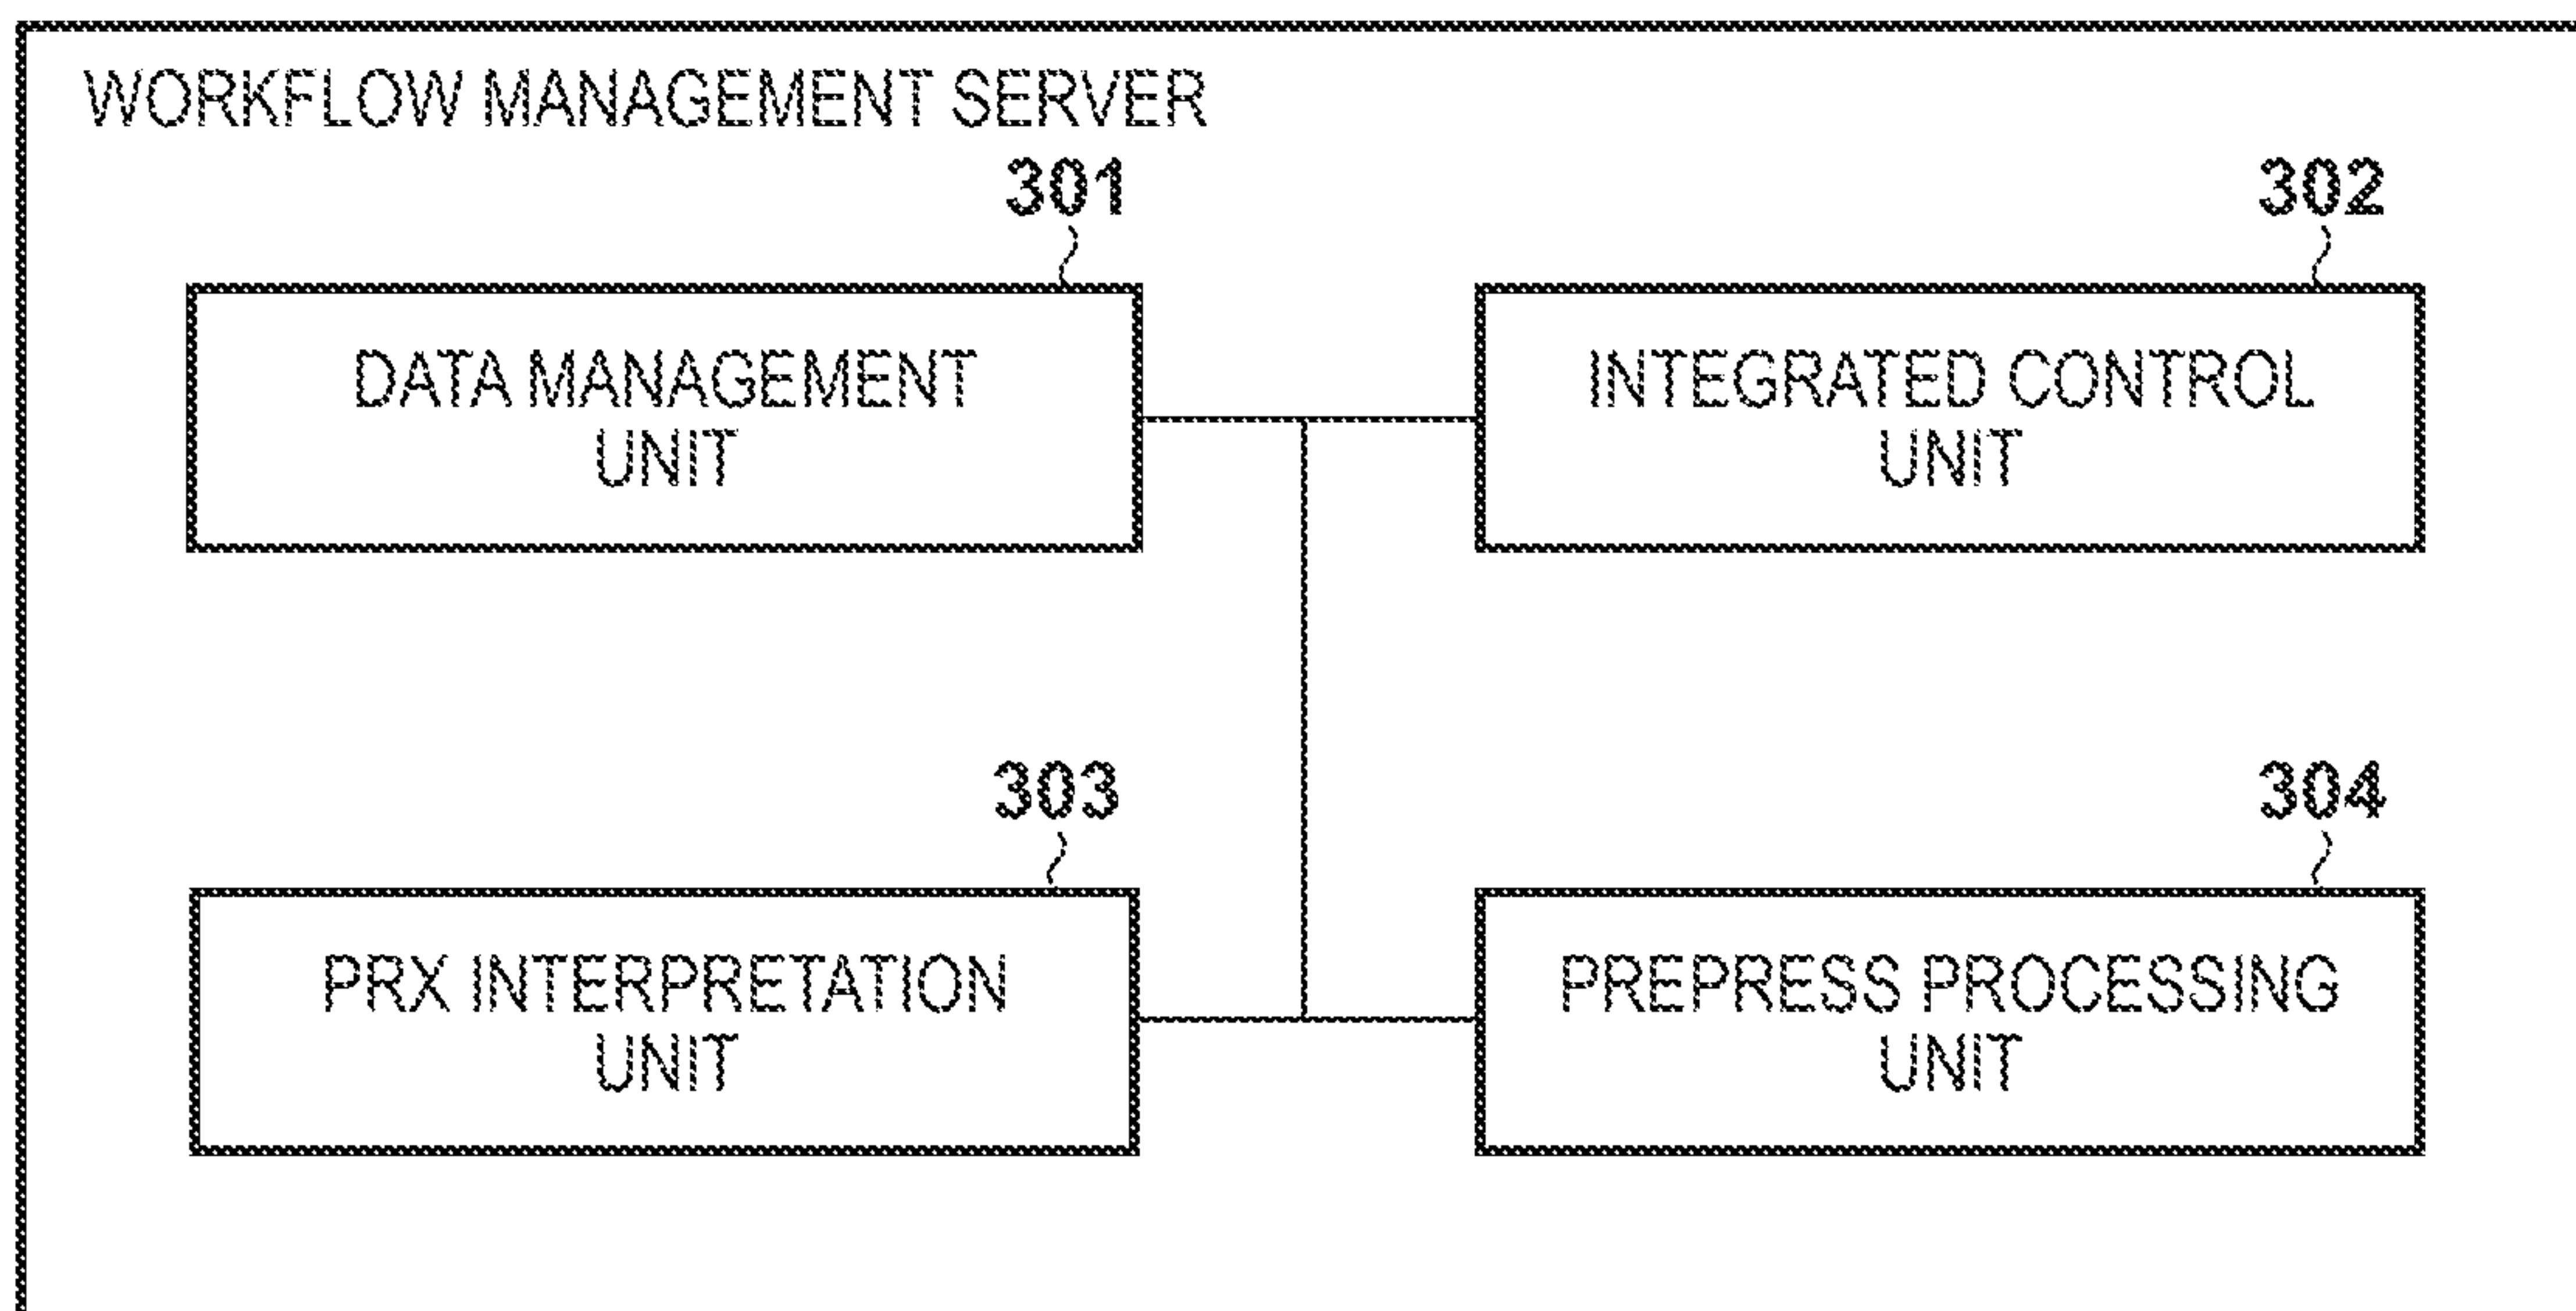 WORKFLOW MANAGEMENT SERVER
301
302
DATA MANAGEMENT
UNIT
INTEGRATED CONTROL
UNIT
303
304
PRX INTERPRETATION
UNIT
PREPRESS PROCESSING
UNIT